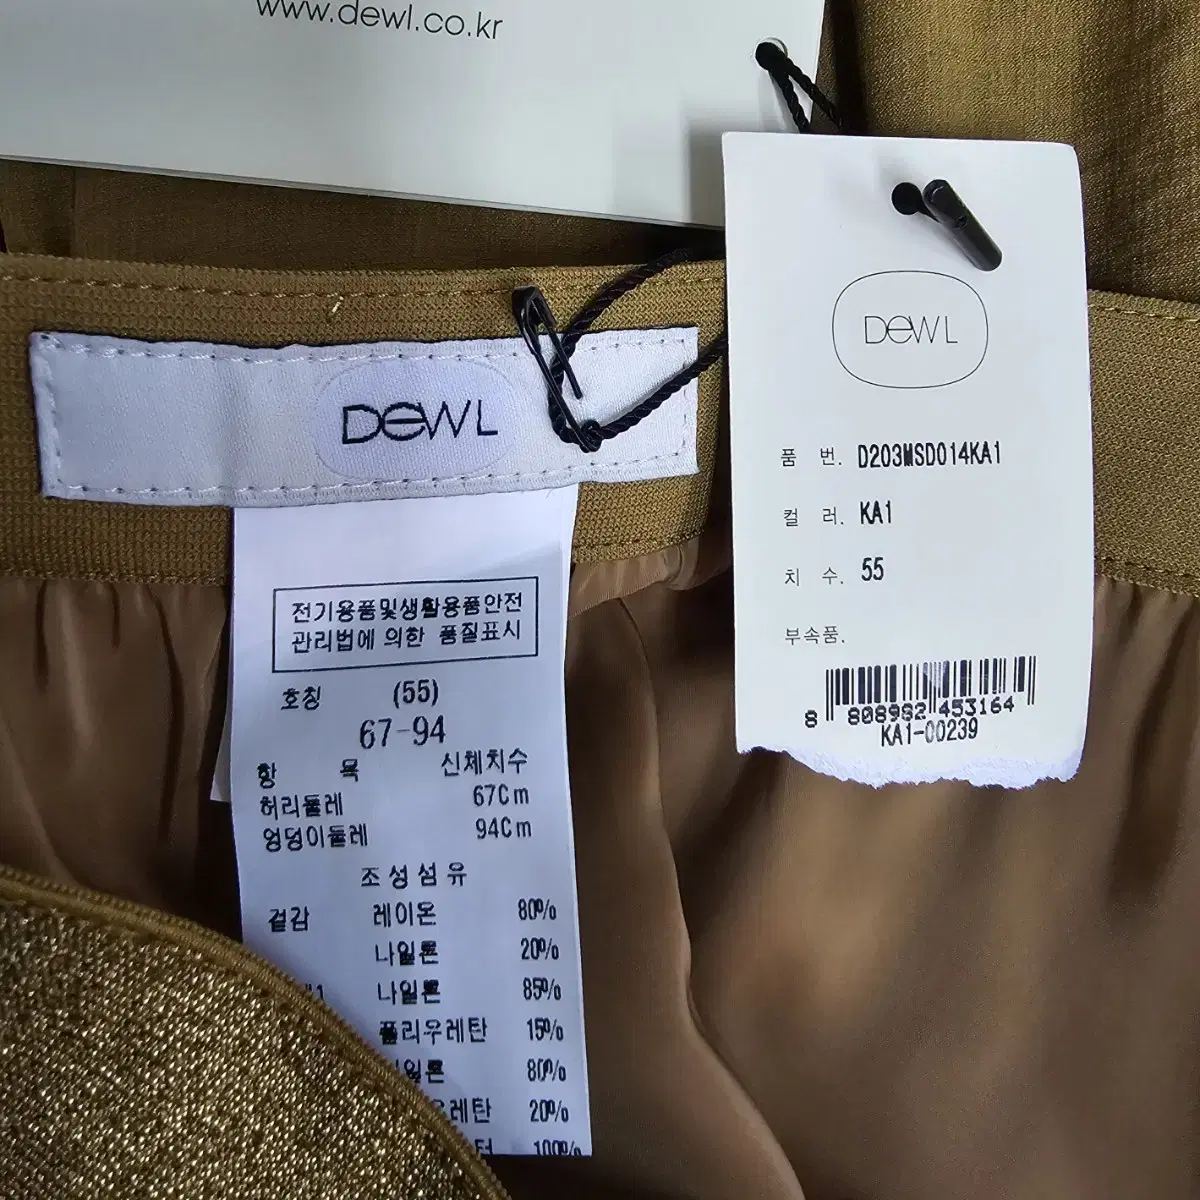 www.dewl.co.kr
DEWL
DEWL
품 번. D203MSD014KA1
컬 러. KA1
치 수. 55
부속품.
8 808982 453164
KA1-00239
전기용품및생활용품안전
관리법에 의한 품질표시
호칭 (55)
67-94
항 목 신체치수
허리둘레 67Cm
엉덩이둘레 94Cm
조성섬유
겉감 레이온 80%
나일론 20%
나일론 85%
폴리우레탄 15%
80%
20%
100%